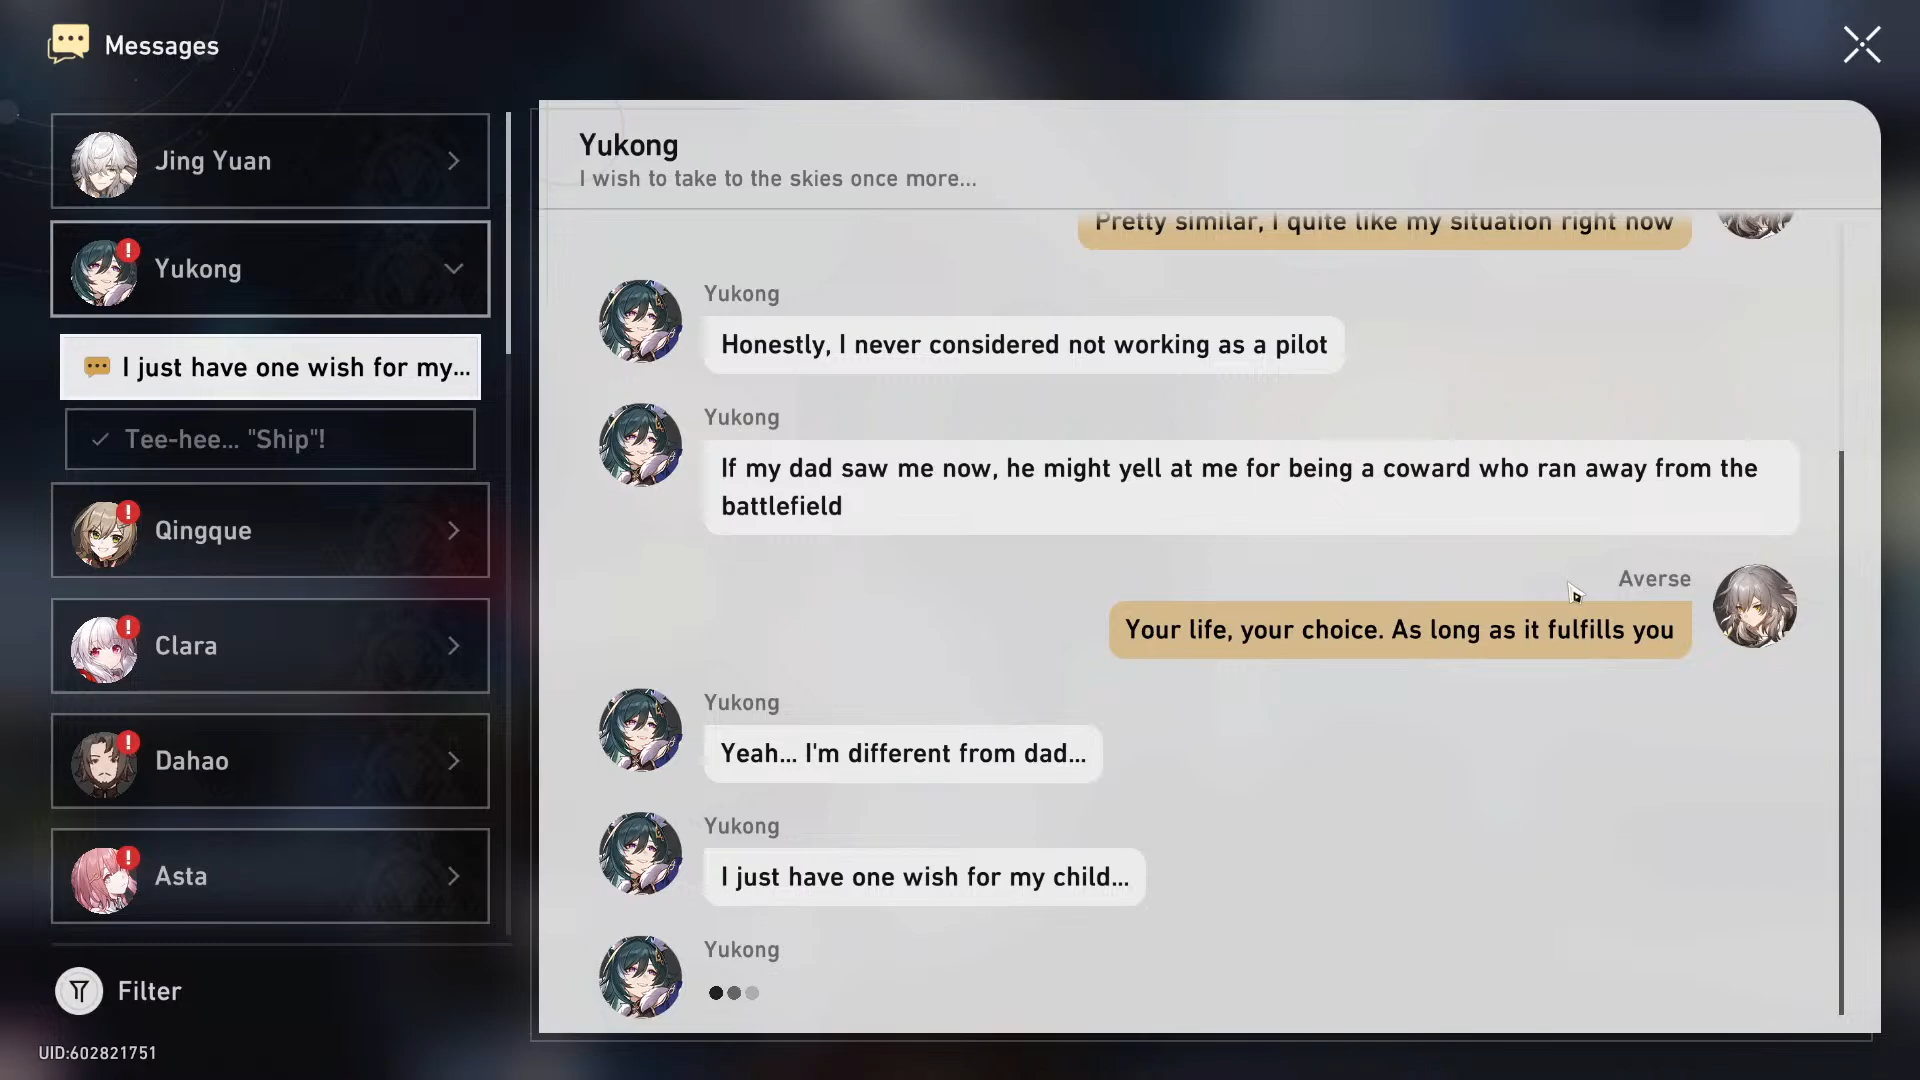 Messages
Jing Yuan
Yukong
I just have one wish for my...
Tee-hee... "Ship"!
Qingque
Clara
Dahao
Asta
Filter
UID:602821751
Yukong
I wish to take to the skies once more...
Pretty similar, I quite like my situation right now
Yukong
Honestly, I never considered not working as a pilot
Yukong
If my dad saw me now, he might yell at me for being a coward who ran away from the
battlefield
Averse
Your life, your choice. As long as it fulfills you
Yukong
Yeah... I'm different from dad...
Yukong
I just have one wish for my child...
Yukong